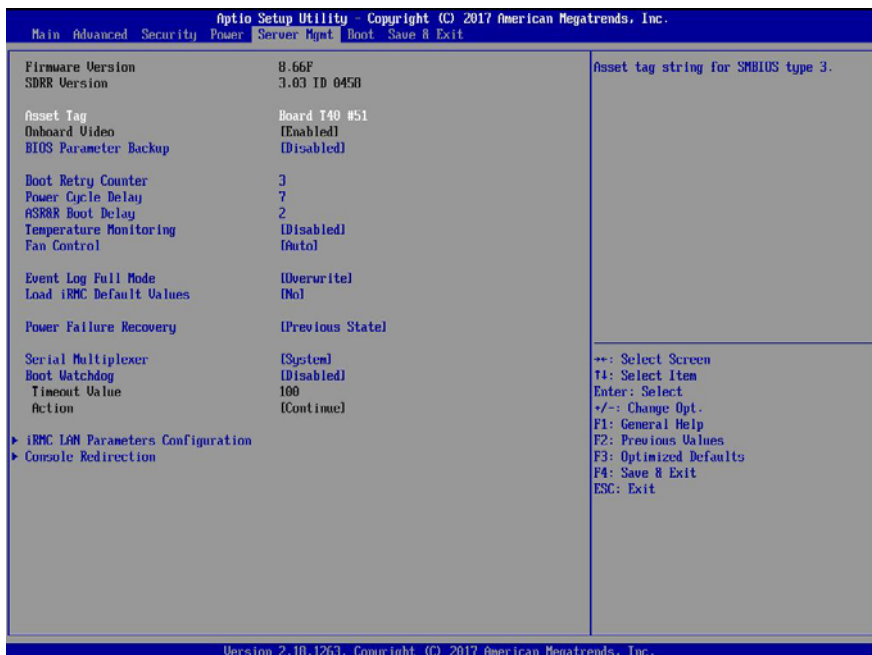 Aptio Setup Utility - Copyright (C) 2017 American Megatrends, Inc.
Main Advanced Security Power Server Mgmt Boot Save & Exit
Firmware Version 8.66F
SDRR Version 3.03 ID 0458
Asset Tag Board T40 #51
Onboard Video [Enabled]
BIOS Parameter Backup [Disabled]
Boot Retry Counter 3
Power Cycle Delay 7
ASR&R Boot Delay 2
Temperature Monitoring [Disabled]
Fan Control [Auto]
Event Log Full Mode [Overwrite]
Load iRMC Default Values [No]
Power Failure Recovery [Previous State]
Serial Multiplexer [System]
Boot Watchdog [Disabled]
Timeout Value 100
Action [Continue]
► iRMC LAN Parameters Configuration
► Console Redirection
Asset tag string for SMBIOS type 3.
→←: Select Screen
↑↓: Select Item
Enter: Select
+/-: Change Opt.
F1: General Help
F2: Previous Values
F3: Optimized Defaults
F4: Save & Exit
ESC: Exit
Version 2.18.1263. Copyright (C) 2017 American Megatrends, Inc.